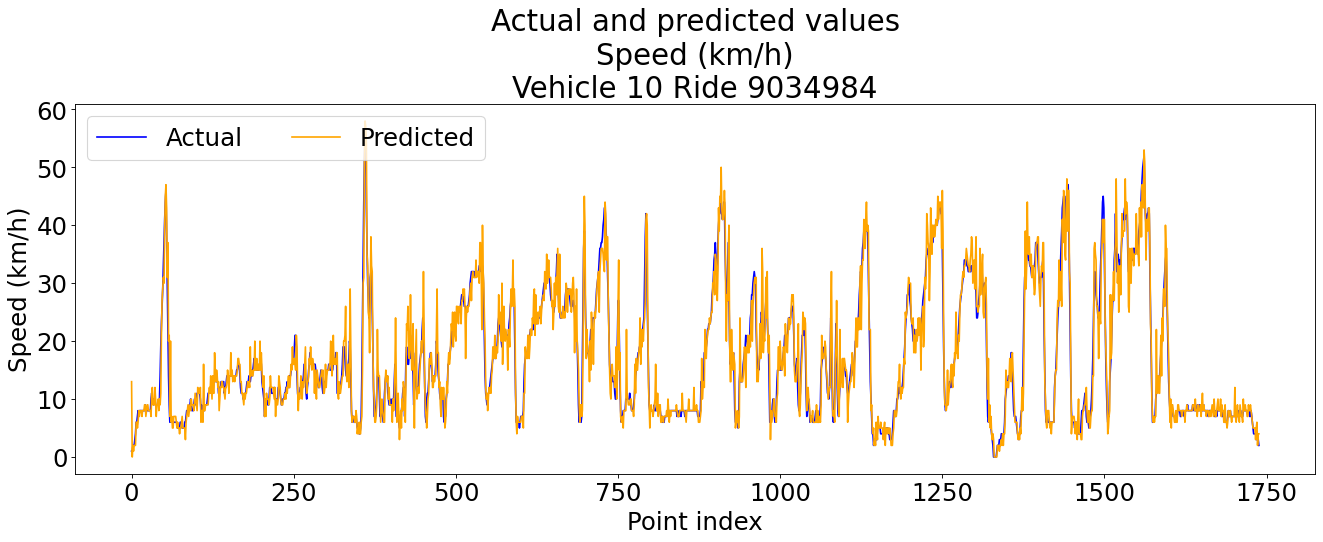 Actual and predicted values
Speed (km/h)
Vehicle 10 Ride 9034984
Actual Predicted
Speed (km/h)
60
50
40
30
20
10
0
0 250 500 750 1000 1250 1500 1750
Point index